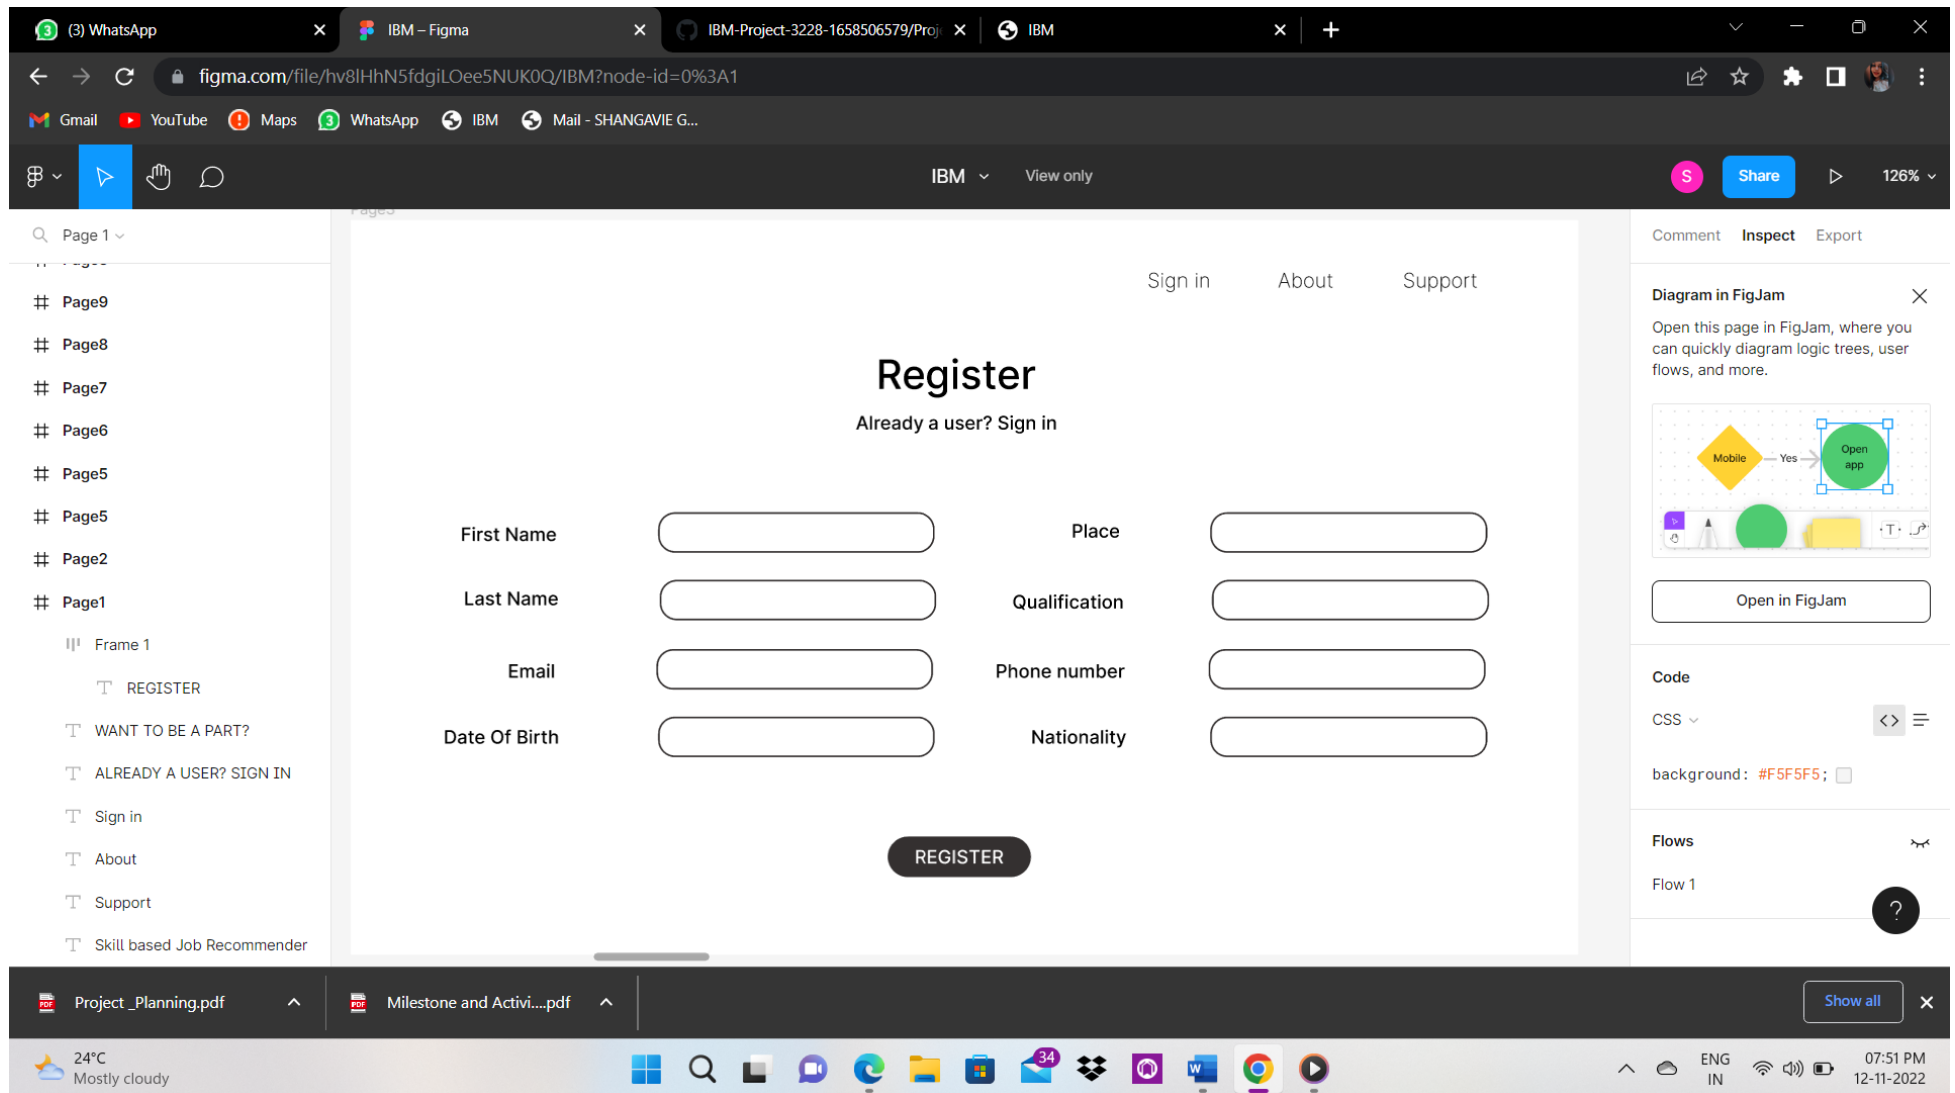 (3) WhatsApp
IBM – Figma
IBM-Project-3228-1658506579/Proj
IBM
figma.com/file/hv8lHhN5fdgiLOee5NUK0Q/IBM?node-id=0%3A1
Gmail
YouTube
Maps
WhatsApp
IBM
Mail - SHANGAVIE G...
IBM
View only
S
Share
126%
Page 1
Page9
Page8
Page7
Page6
Page5
Page5
Page2
Page1
Frame 1
REGISTER
WANT TO BE A PART?
ALREADY A USER? SIGN IN
Sign in
About
Support
Skill based Job Recommender
Sign in
About
Support
Register
Already a user? Sign in
First Name
Place
Last Name
Qualification
Email
Phone number
Date Of Birth
Nationality
REGISTER
Comment
Inspect
Export
Diagram in FigJam
Open this page in FigJam, where you
can quickly diagram logic trees, user
flows, and more.
Mobile
Yes
Open
app
T
Open in FigJam
Code
CSS
background: #F5F5F5;
Flows
Flow 1
?
Project _Planning.pdf
Milestone and Activi....pdf
Show all
24°C
Mostly cloudy
34
ENG
IN
07:51 PM
12-11-2022